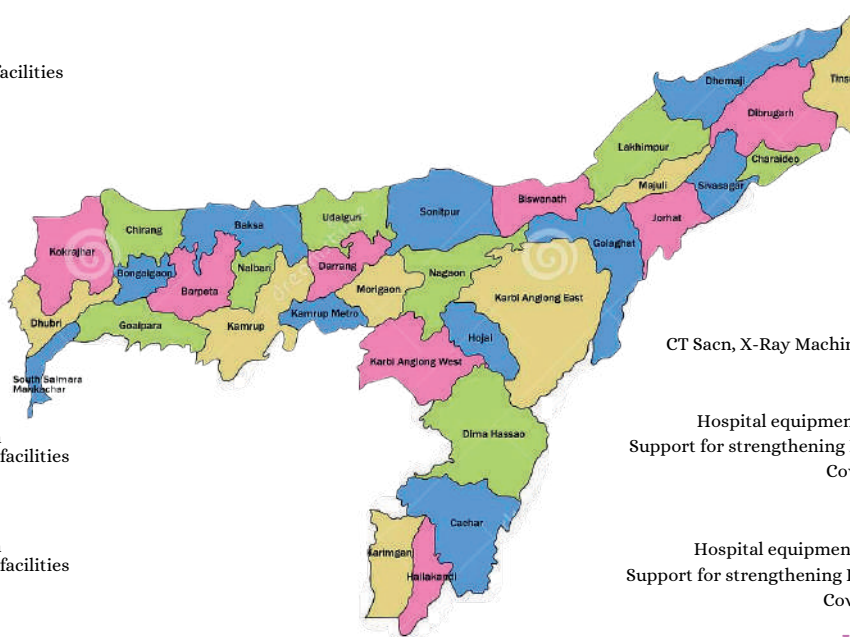 facilities
Dhemaji
Tins
Dibrugarh
Lakhimpur
Charaideo
Majuli
Sivasagar
Biswanath
Jorhat
Sonitpur
Udalguri
Baksa
Chirang
Golaghat
Kokrajhar
Bongaigaon
Nalbari
Darrang
Nagaon
Barpeta
Morigaon
Karbi Anglong East
Dhubri
Goalpara
Kamrup
Kamrup Metro
Hojai
CT Sacn, X-Ray Machin
Karbi Anglong West
South Salmara
Mankachar
Hospital equipmen
Dima Hasao
Support for strengthening
facilities
Cov
Cachar
Karimganj
Hospital equipmen
facilities
Hailakandi
Support for strengthening
Cov